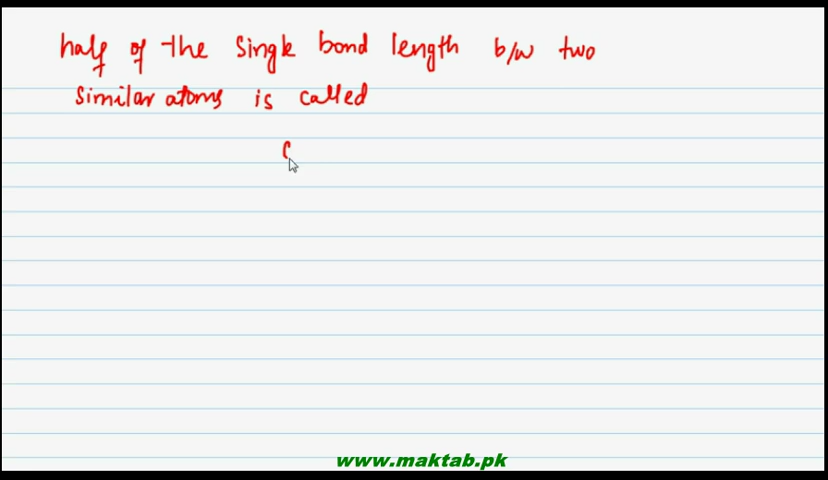 half of the single bond length b/w two
similar atoms is called
C
www.maktab.pk